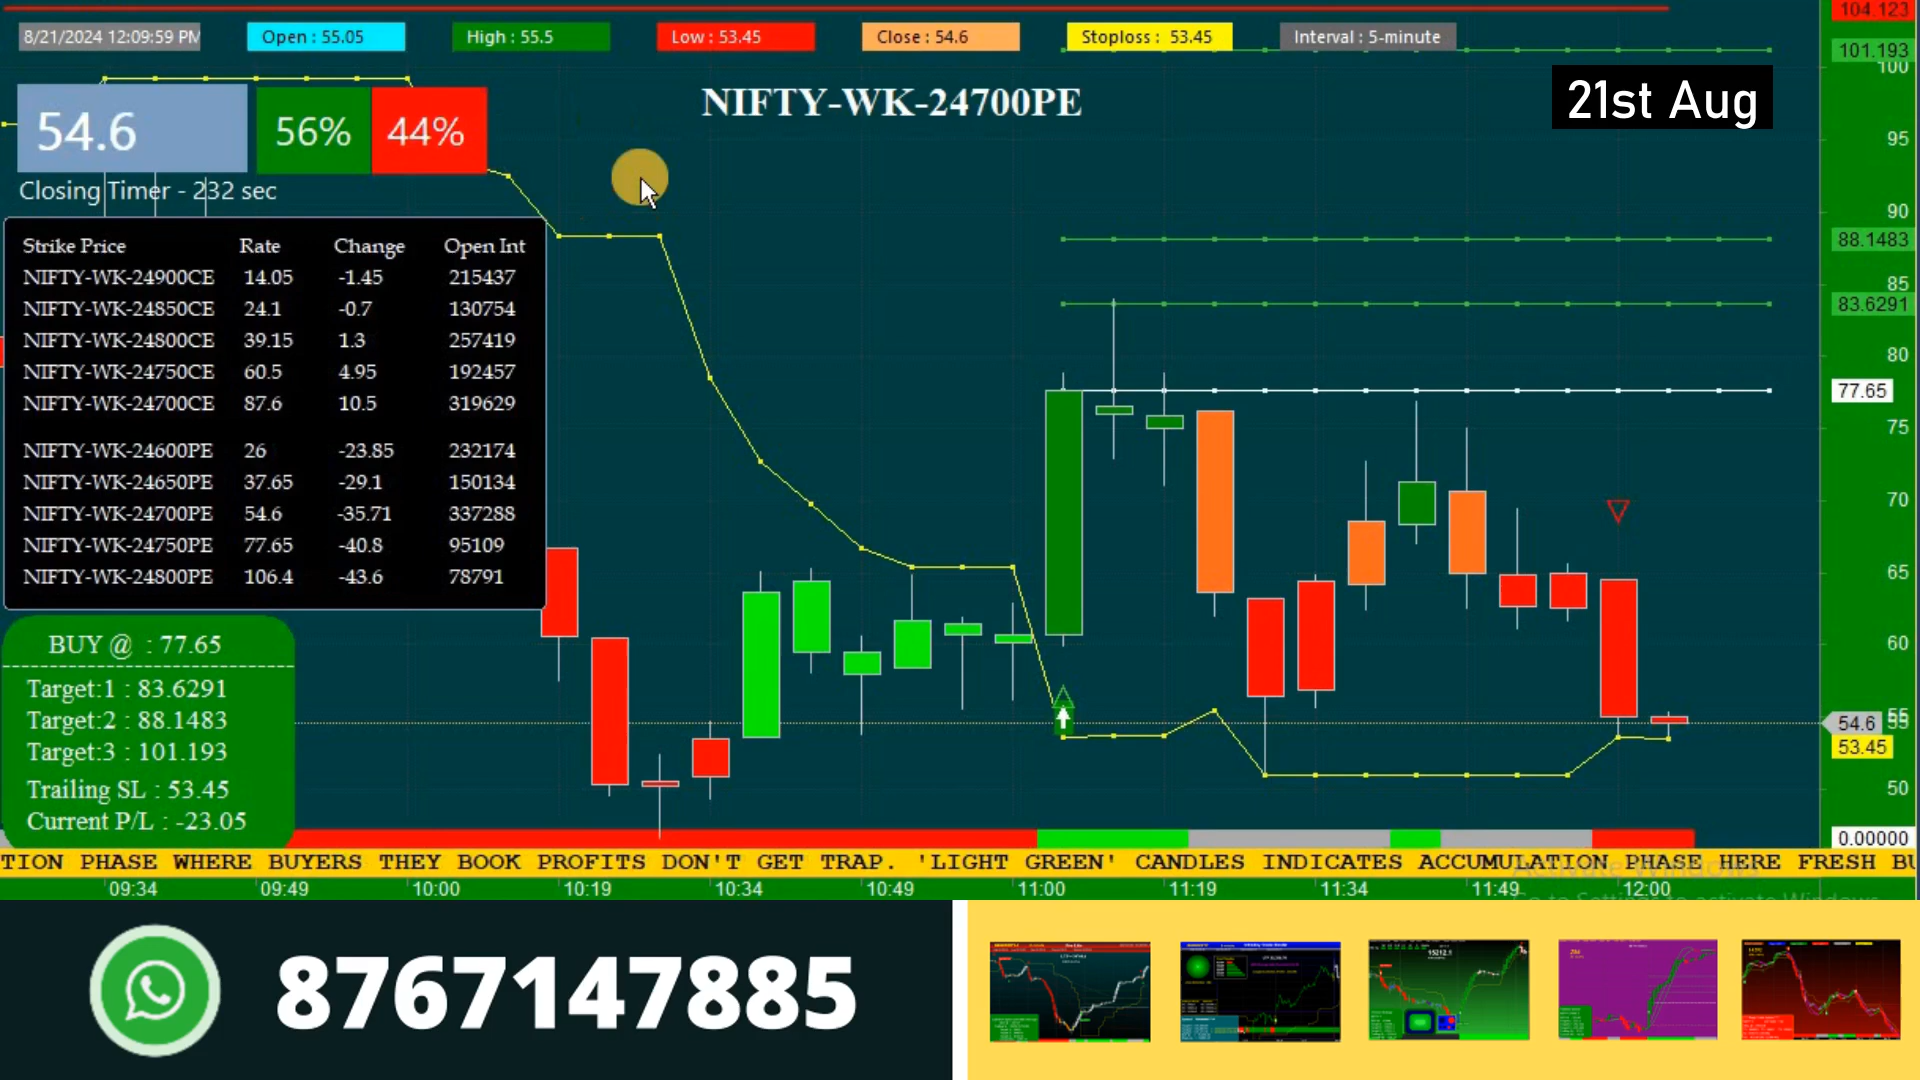 104.123
8/21/2024 12:09:59 PM
Open : 55.05
High : 55.5
Low : 53.45
Close : 54.6
Stoploss : 53.45
Interval : 5-minute
101.193
100
54.6
56%
44%
NIFTY-WK-24700PE
21st Aug
95
Closing Timer - 232 sec
90
88.1483
85
83.6291
80
77.65
75
70
65
60
55
54.6
53.45
50
0.00000
Strike Price Rate Change Open Int
NIFTY-WK-24900CE 14.05 -1.45 215437
NIFTY-WK-24850CE 24.1 -0.7 130754
NIFTY-WK-24800CE 39.15 1.3 257419
NIFTY-WK-24750CE 60.5 4.95 192457
NIFTY-WK-24700CE 87.6 10.5 319629
NIFTY-WK-24600PE 26 -23.85 232174
NIFTY-WK-24650PE 37.65 -29.1 150134
NIFTY-WK-24700PE 54.6 -35.71 337288
NIFTY-WK-24750PE 77.65 -40.8 95109
NIFTY-WK-24800PE 106.4 -43.6 78791
BUY @ : 77.65
Target:1 : 83.6291
Target:2 : 88.1483
Target:3 : 101.193
Trailing SL : 53.45
Current P/L : -23.05
TION PHASE WHERE BUYERS THEY BOOK PROFITS DON'T GET TRAP. 'LIGHT GREEN' CANDLES INDICATES ACCUMULATION PHASE HERE FRESH BU
Activate Windows
09:34 09:49 10:00 10:19 10:34 10:49 11:00 11:19 11:34 11:49 12:00
Go to Settings to activate Windows
8767147885